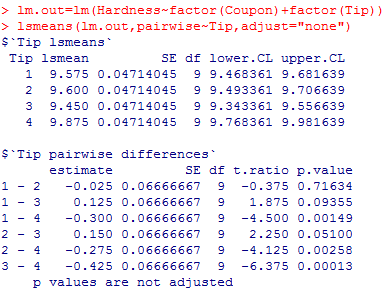 > lm.out=lm(Hardness~factor(Coupon)+factor(Tip))
> lsmeans(lm.out,pairwise~Tip,adjust="none")
$`Tip lsmeans`
Tip lsmean SE df lower.CL upper.CL
1 9.575 0.04714045 9 9.468361 9.681639
2 9.600 0.04714045 9 9.493361 9.706639
3 9.450 0.04714045 9 9.343361 9.556639
4 9.875 0.04714045 9 9.768361 9.981639
$`Tip pairwise differences`
estimate SE df t.ratio p.value
1 - 2 -0.025 0.06666667 9 -0.375 0.71634
1 - 3 0.125 0.06666667 9 1.875 0.09355
1 - 4 -0.300 0.06666667 9 -4.500 0.00149
2 - 3 0.150 0.06666667 9 2.250 0.05100
2 - 4 -0.275 0.06666667 9 -4.125 0.00258
3 - 4 -0.425 0.06666667 9 -6.375 0.00013
p values are not adjusted